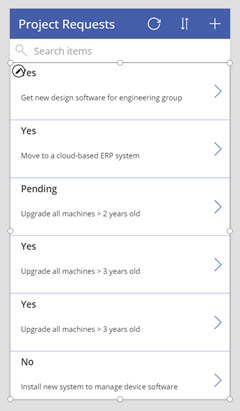 Project Requests
Search items
Yes
Get new design software for engineering group
Yes
Move to a cloud-based ERP system
Pending
Upgrade all machines > 2 years old
Yes
Upgrade all machines > 3 years old
Yes
Upgrade all machines > 3 years old
No
Install new system to manage device software